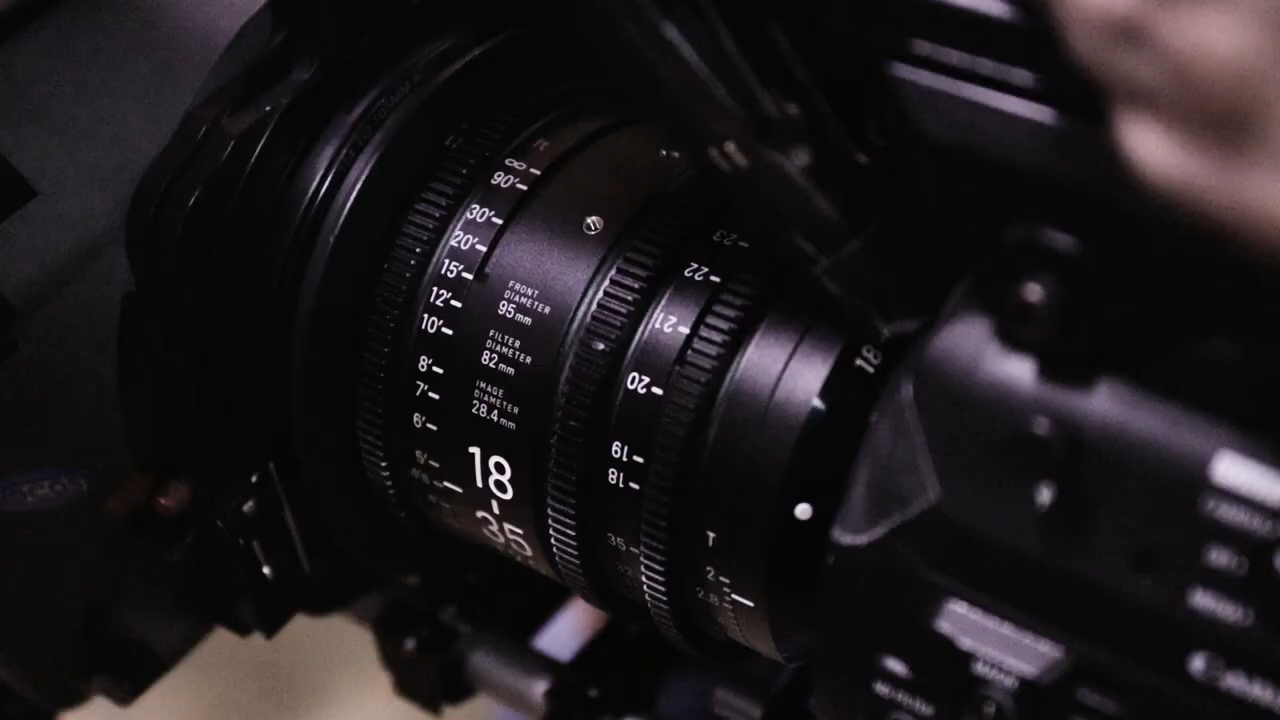 ∞
90'
30'
20'
15'
12'
10'
8'
7'
6'
5'
FRONT
DIAMETER
95mm
FILTER
DIAMETER
82mm
IMAGE
DIAMETER
28.4mm
18
35
23
22
21
20
19
18
35
T
2
2.8
18
Canon